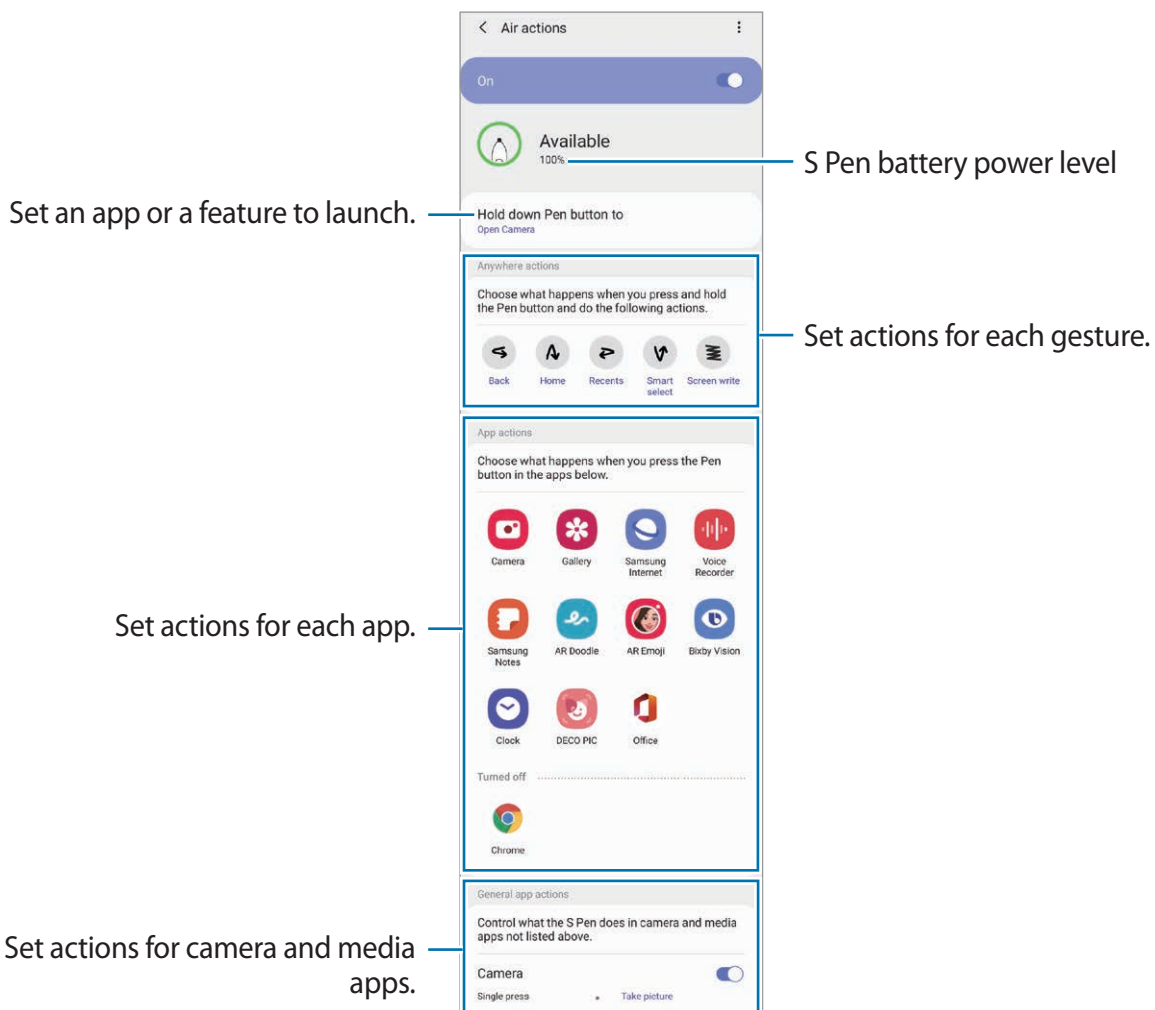 Air actions
On
Available
100%
S Pen battery power level
Set an app or a feature to launch.
Hold down Pen button to
Open Camera
Anywhere actions
Choose what happens when you press and hold
the Pen button and do the following actions.
Set actions for each gesture.
Back Home Recents Smart select Screen write
App actions
Choose what happens when you press the Pen
button in the apps below.
Camera Gallery Samsung Internet Voice Recorder
Set actions for each app.
Samsung Notes AR Doodle AR Emoji Bixby Vision
Clock DECO PIC Office
Turned off
Chrome
General app actions
Control what the S Pen does in camera and media
apps not listed above.
Set actions for camera and media
apps.
Camera
Single press • Take picture